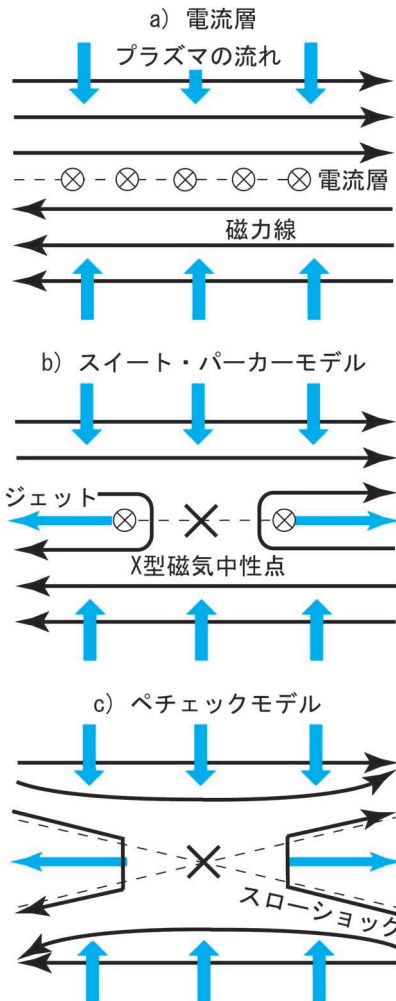 a) 電流層
プラズマの流れ
電流層
磁力線
b) スイート・パーカーモデル
ジェット
X型磁気中性点
c) ペチェックモデル
スローショック